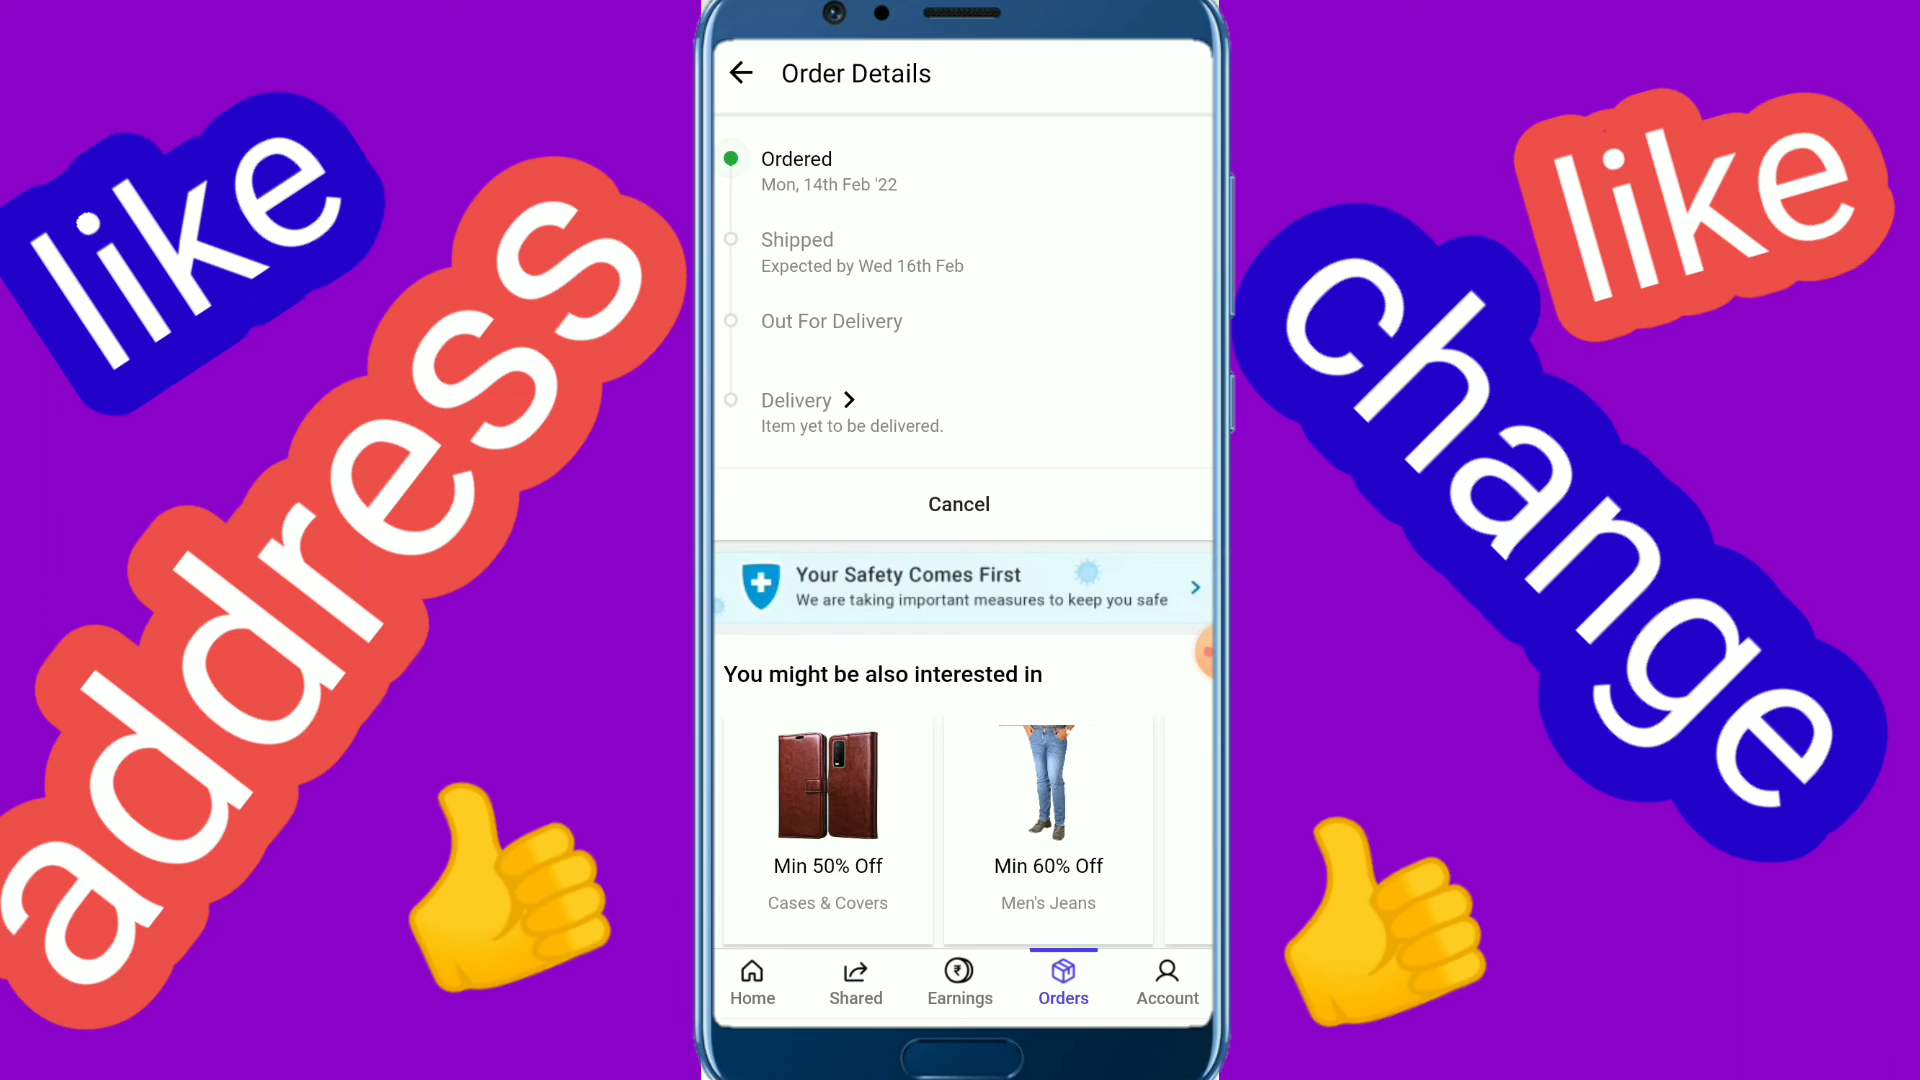 like
address
Order Details
Ordered
Mon, 14th Feb '22
Shipped
Expected by Wed 16th Feb
Out For Delivery
Delivery
Item yet to be delivered.
Cancel
Your Safety Comes First
We are taking important measures to keep you safe
You might be also interested in
Min 50% Off
Cases & Covers
Min 60% Off
Men's Jeans
Home
Shared
₹
Earnings
Orders
Account
like
change